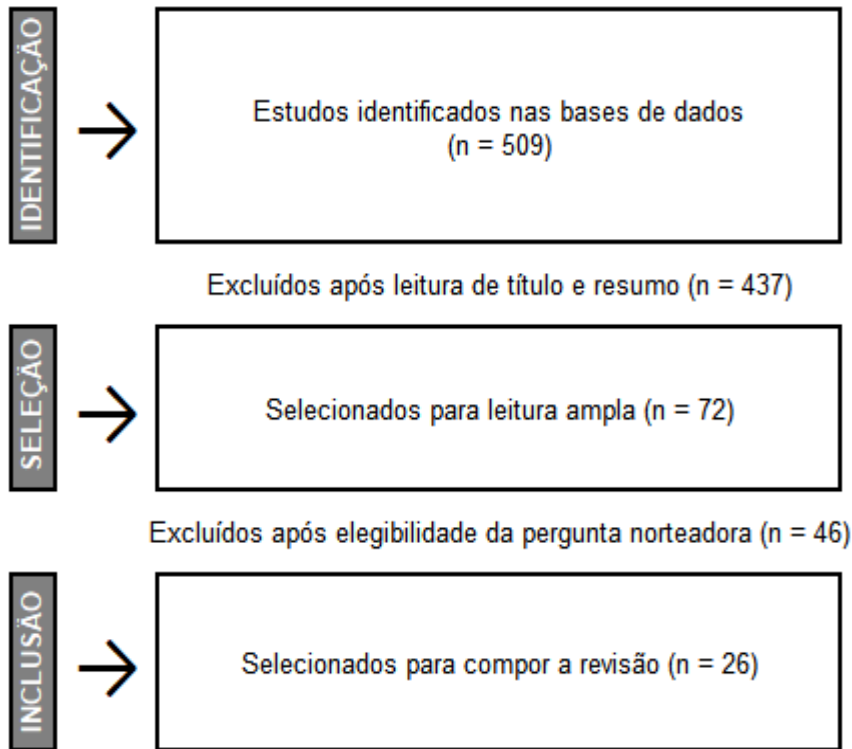 IDENTIFICAÇÃO
Estudos identificados nas bases de dados
(n = 509)
Excluídos após leitura de título e resumo (n = 437)
SELEÇÃO
Selecionados para leitura ampla (n = 72)
Excluídos após elegibilidade da pergunta norteadora (n = 46)
INCLUSÃO
Selecionados para compor a revisão (n = 26)